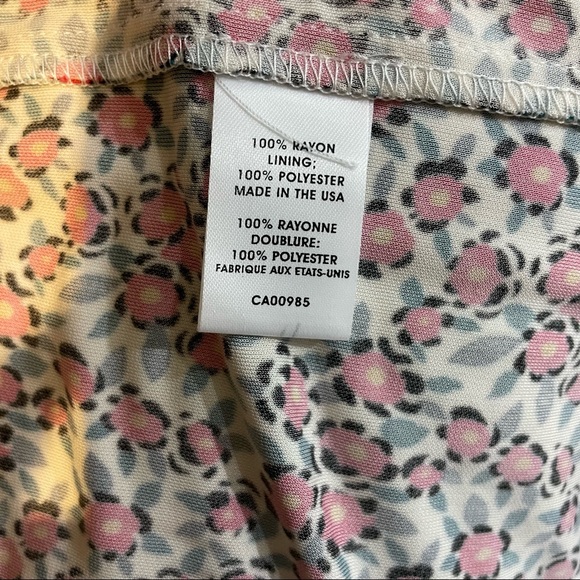 100% RAYON
LINING;
100% POLYESTER
MADE IN THE USA
100% RAYONNE
DOUBLURE:
100% POLYESTER
FABRIQUE AUX ETATS-UNIS
CA00985